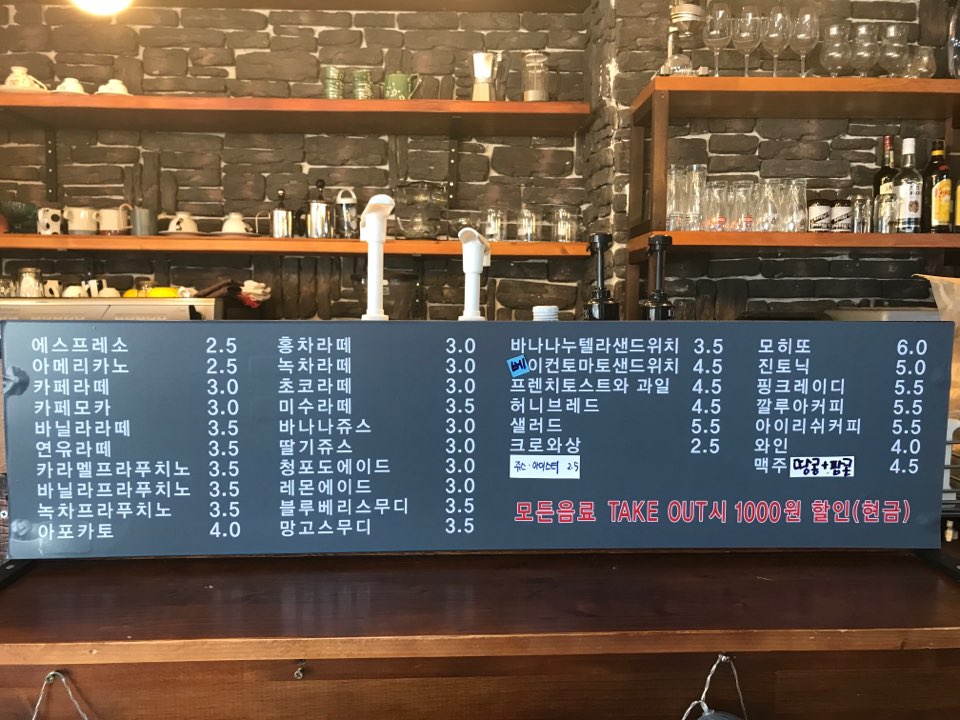 에스프레소 2.5
아메리카노 2.5
카페라떼 3.0
카페모카 3.0
바닐라라떼 3.5
연유라떼 3.5
카라멜프라푸치노 3.5
바닐라프라푸치노 3.5
녹차프라푸치노 3.5
아포카토 4.0
홍차라떼 3.0
녹차라떼 3.0
초코라떼 3.0
미수라떼 3.5
바나나쥬스 3.0
딸기쥬스 3.0
청포도에이드 3.0
레몬에이드 3.0
블루베리스무디 3.5
망고스무디 3.5
바나나누텔라샌드위치 3.5
베이컨토마토샌드위치 4.5
프렌치토스트와 과일 4.5
허니브레드 4.5
샐러드 5.5
크로와상 2.5
쥬스·아이스티 2.5
모히또 6.0
진토닉 5.0
핑크레이디 5.5
깔루아커피 5.5
아이리쉬커피 5.5
와인 4.0
맥주 땅콩+팝콘 4.5
모든음료 TAKE OUT시 1000원 할인(현금)